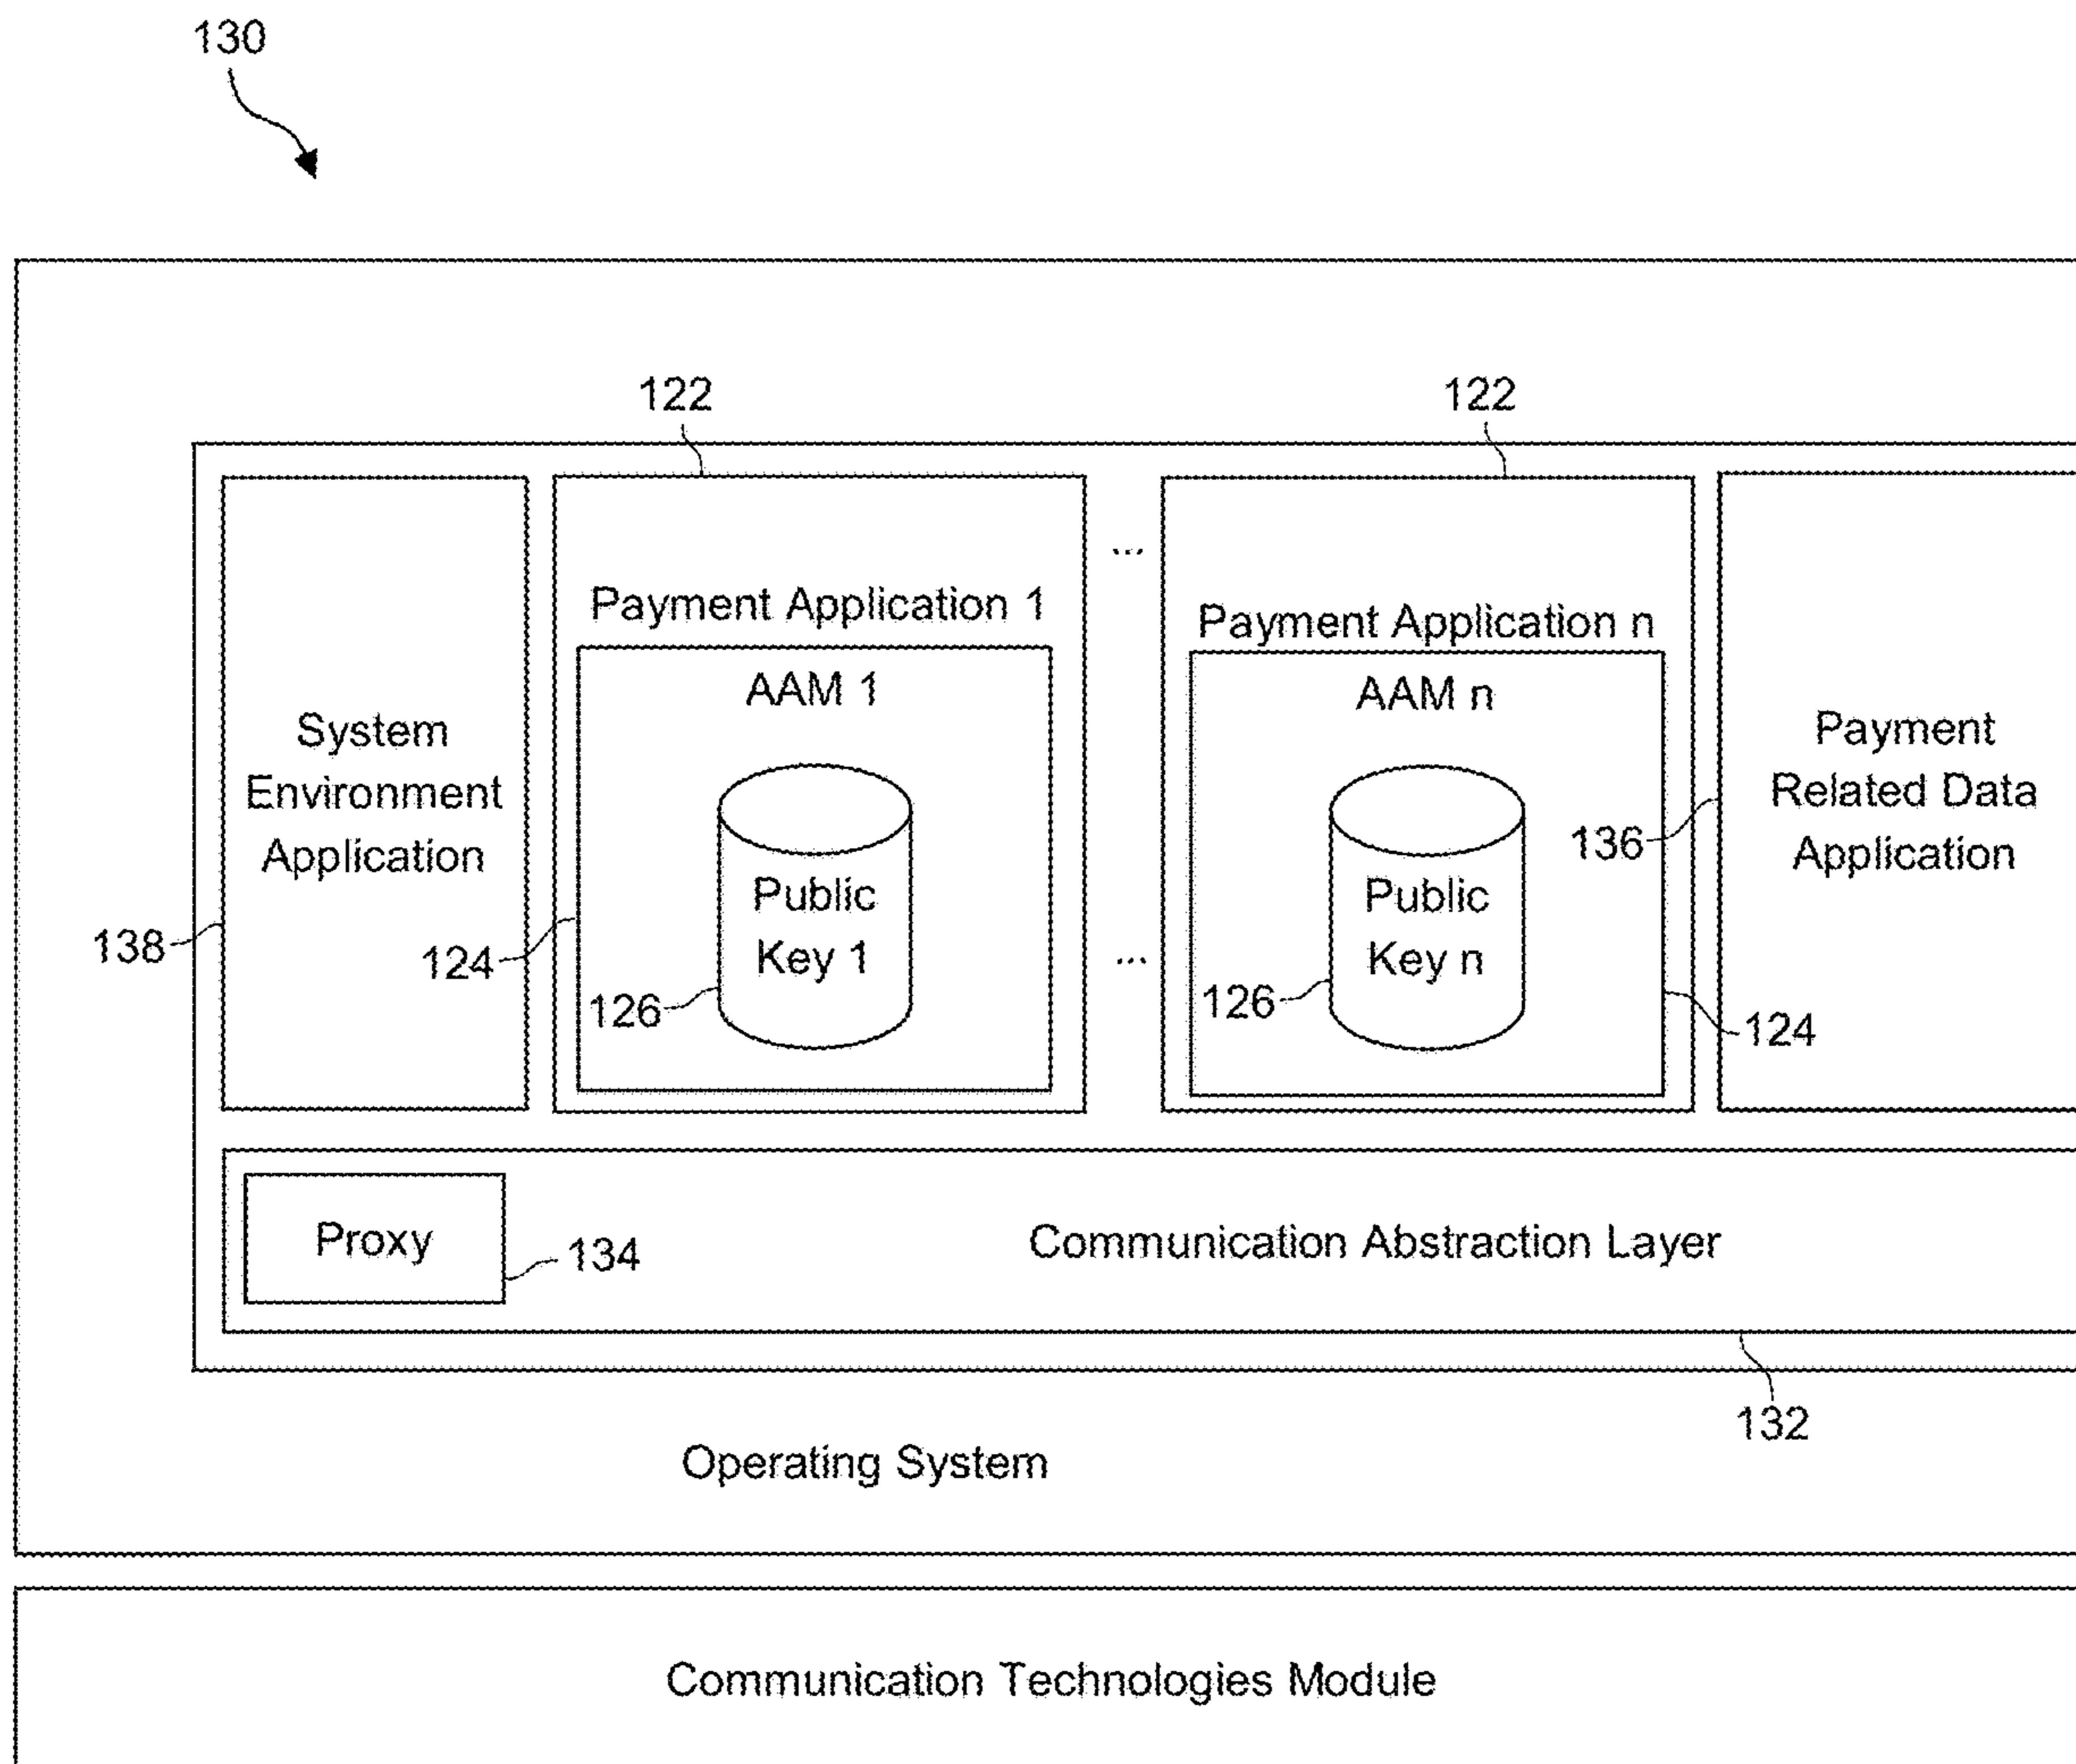 130
122
122
...
Payment Application 1
Payment Application n
AAM 1
AAM n
System
Environment
Application
Payment
Related Data
Application
136
Public
Key 1
Public
Key n
138
124
126
...
126
124
Proxy
134
Communication Abstraction Layer
132
Operating System
Communication Technologies Module